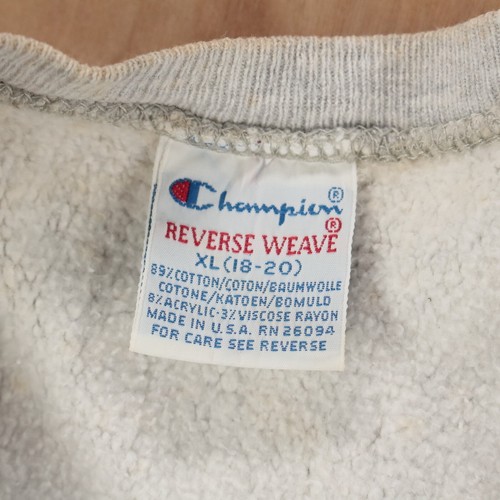 Champion®
REVERSE WEAVE®
XL(18-20)
89% COTTON/COTON/BAUMWOLLE
COTONE/KATOEN/BOMULD
8% ACRYLIC-3% VISCOSE RAYON
MADE IN U.S.A. RN 26094
FOR CARE SEE REVERSE